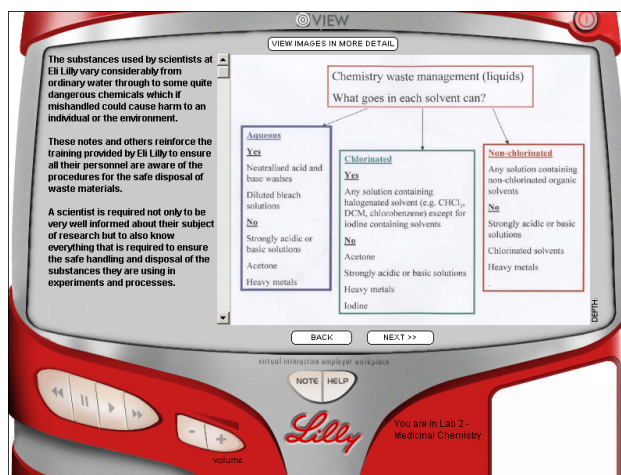 VIEW
VIEW IMAGES IN MORE DETAIL
The substances used by scientists at
Eli Lilly vary considerably from
ordinary water through to some quite
dangerous chemicals which if
mishandled could cause harm to an
individual or the environment.
These notes and others reinforce the
training provided by Eli Lilly to ensure
all their personnel are aware of the
procedures for the safe disposal of
waste materials.
A scientist is required not only to be
very well informed about their subject
of research but to also know
everything that is required to ensure
the safe handling and disposal of the
substances they are using in
experiments and processes.
Chemistry waste management (liquids)
What goes in each solvent can?
Aqueous
Yes
Neutralised acid and
base washes
Diluted bleach
solutions
No
Strongly acidic or
basic solutions
Acetone
Heavy metals
Chlorinated
Yes
Any solution containing
halogenated solvent (e.g. CHCl₃,
DCM, chlorobenzene) except for
iodine containing solvents
No
Acetone
Strongly acidic or basic solutions
Heavy metals
Iodine
Non-chlorinated
Any solution containing
non-chlorinated organic
solvents
No
Strongly acidic or basic
solutions
Chlorinated solvents
Heavy metals
DEPTH:
BACK
NEXT >>
virtual interactive employer workplace
NOTE
HELP
Lilly
You are in Lab 2 -
Medicinal Chemistry
- +
volume